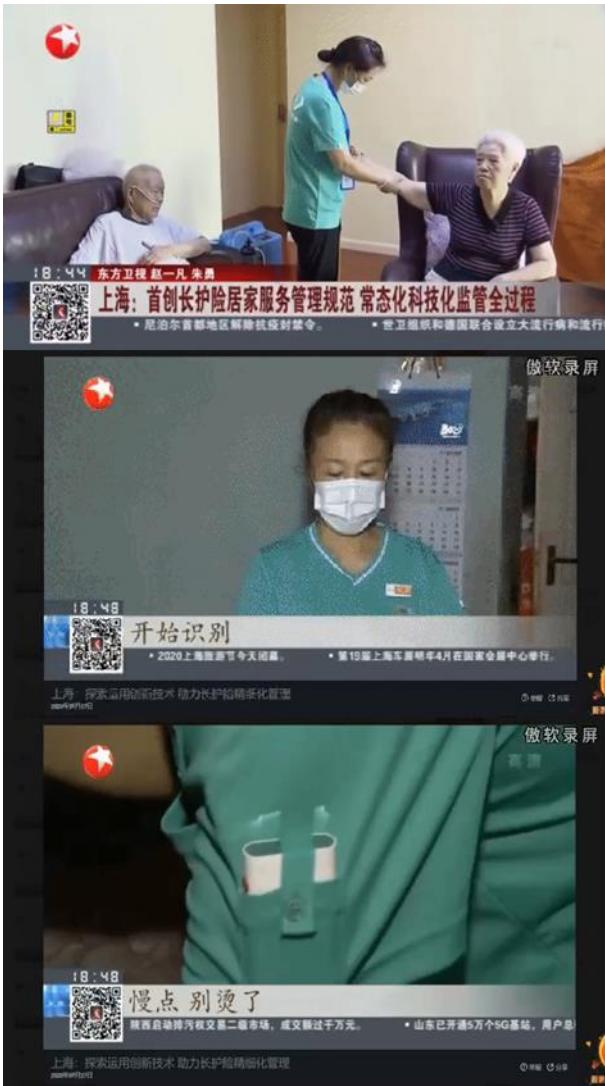 18:44 东方卫视 赵一凡 朱勇
上海：首创长护险居家服务管理规范 常态化科技化监管全过程
▪ 尼泊尔首都地区解除抗疫封禁令。 ▪ 世卫组织和德国联合设立大流行病和流行
傲软录屏
18:48
开始识别
▪ 2020上海旅游节今天闭幕。 ▪ 第19届上海车展明年4月在国家会展中心举行。
上海：探索运用创新技术 助力长护险精细化管理
傲软录屏
高清
18:48
慢点 别烫了
陕西启动排污权交易二级市场，成交额过千万元。 ▪ 山东已开通5万个5G基站，用户总
上海：探索运用创新技术 助力长护险精细化管理
分享